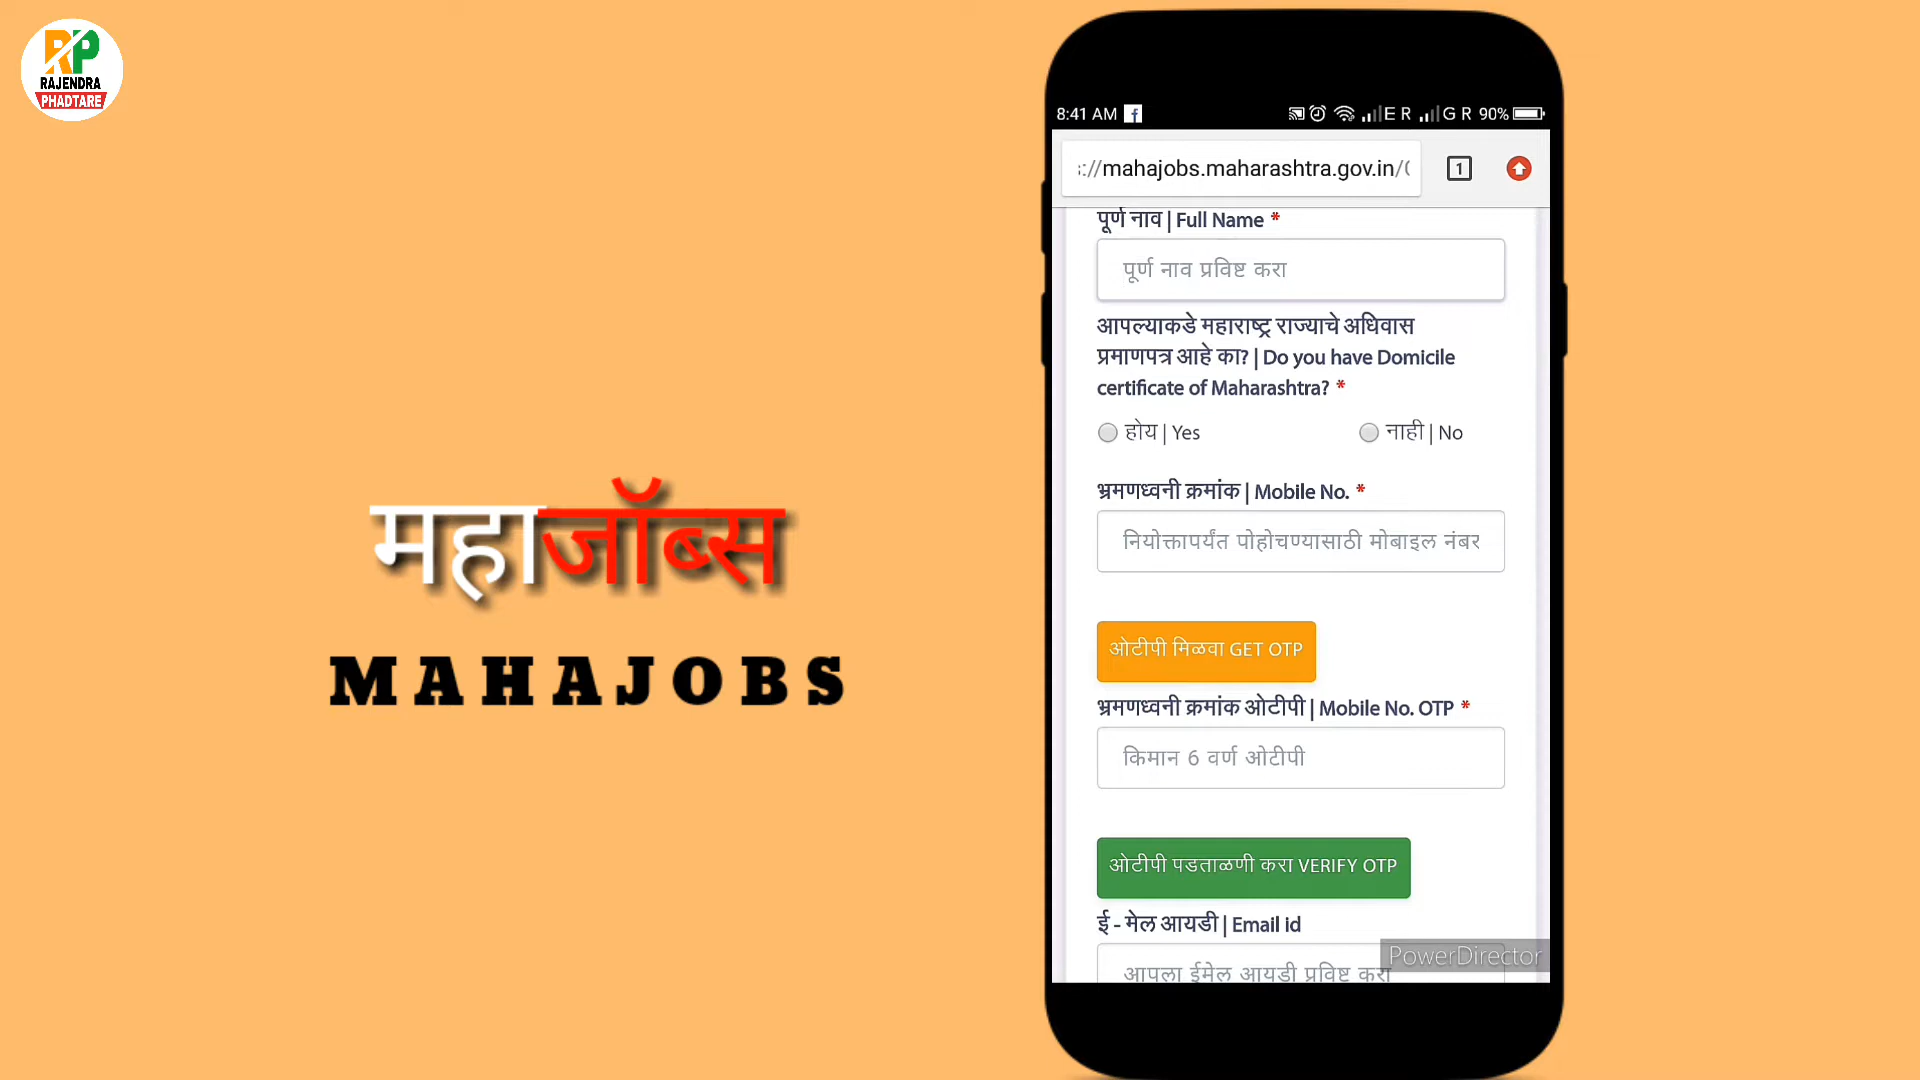 RP
RAJENDRA
PHADTARE
महाजॉब्स
MAHAJOBS
8:41 AM
E R G R 90%
://mahajobs.maharashtra.gov.in/
1
पूर्ण नाव | Full Name *
पूर्ण नाव प्रविष्ट करा
आपल्याकडे महाराष्ट्र राज्याचे अधिवास
प्रमाणपत्र आहे का? | Do you have Domicile
certificate of Maharashtra? *
होय | Yes
नाही | No
भ्रमणध्वनी क्रमांक | Mobile No. *
नियोक्तापर्यंत पोहोचण्यासाठी मोबाइल नंबर
ओटीपी मिळवा GET OTP
भ्रमणध्वनी क्रमांक ओटीपी | Mobile No. OTP *
किमान 6 वर्ण ओटीपी
ओटीपी पडताळणी करा VERIFY OTP
ई - मेल आयडी | Email id
आपला ईमेल आयडी प्रविष्ट करा
PowerDirector